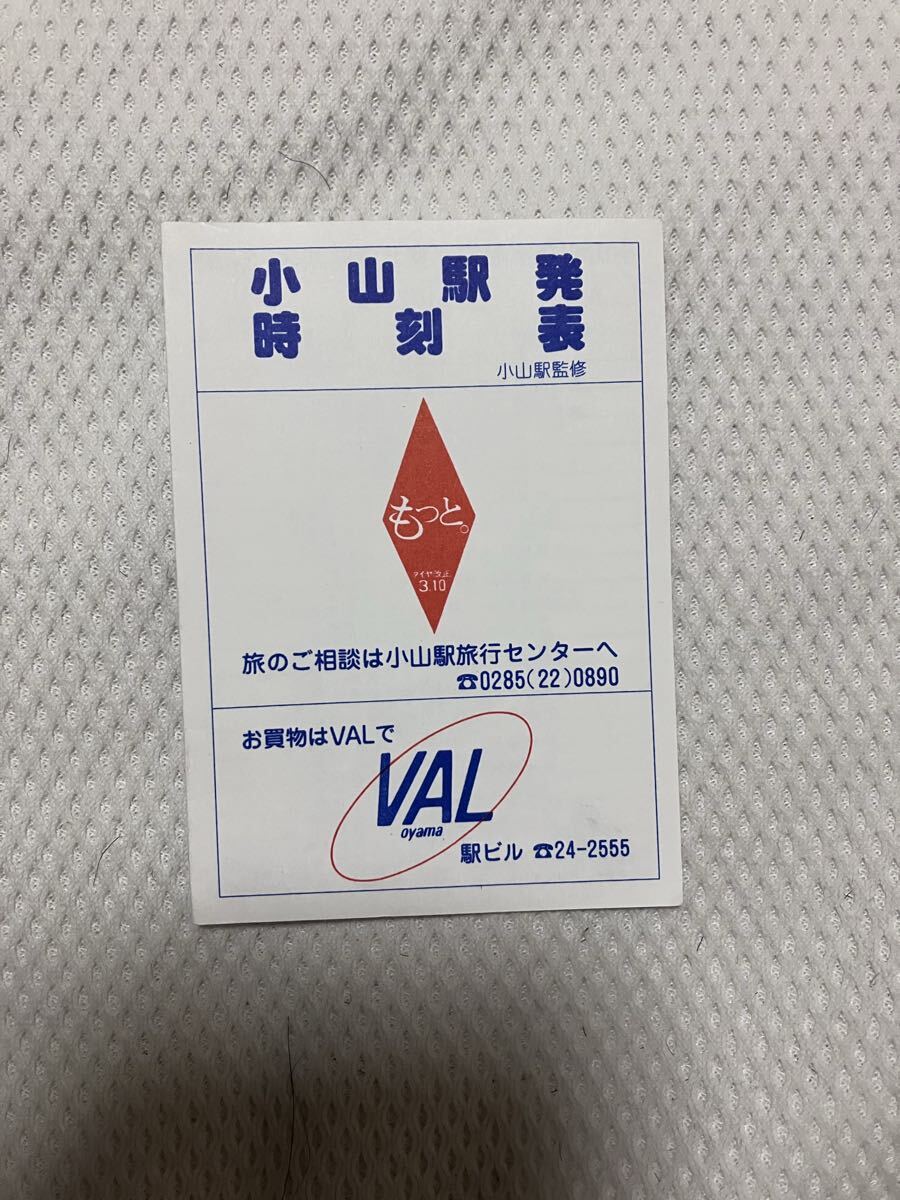 小山駅発
時刻表
小山駅監修
もっと。
ダイヤ改正
3.10
旅のご相談は小山駅旅行センターへ
☎0285(22)0890
お買物はVALで
VAL
oyama
駅ビル ☎24-2555